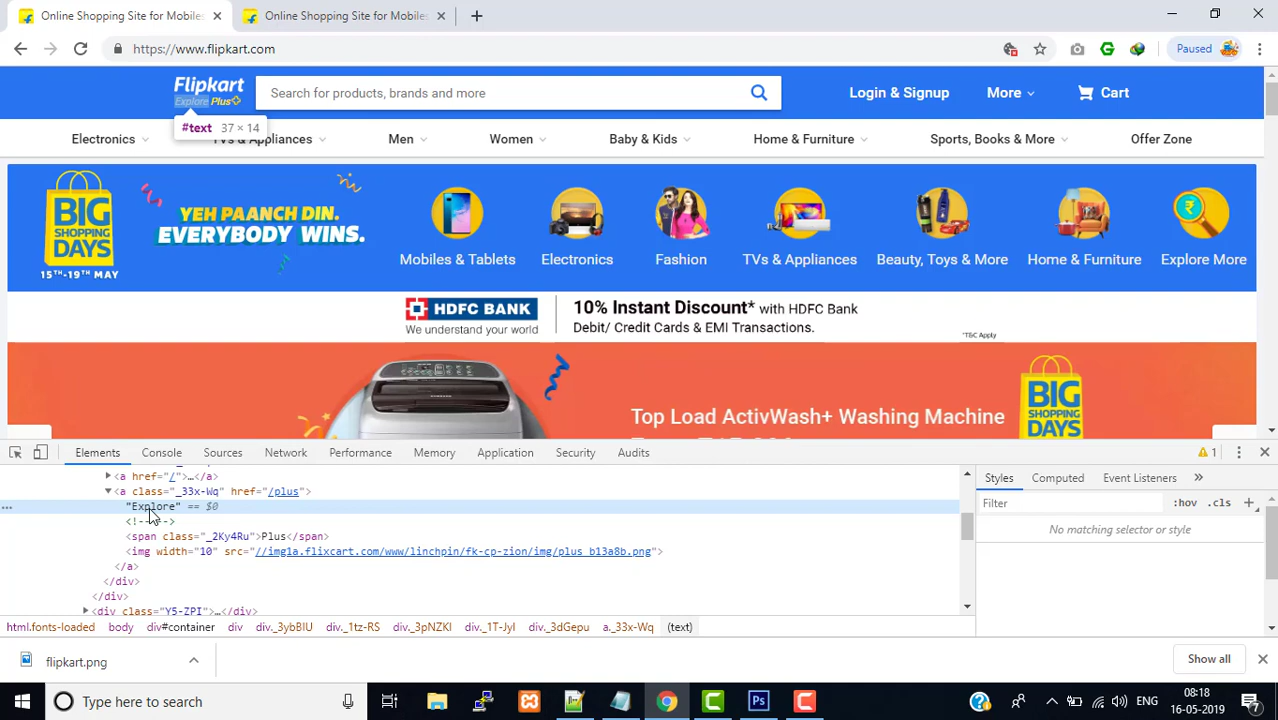 Online Shopping Site for Mobiles
Online Shopping Site for Mobiles
https://www.flipkart.com
Paused
Flipkart
Explore Plus
Search for products, brands and more
Login & Signup
More
Cart
#text 37 × 14
Electronics
TVs & Appliances
Men
Women
Baby & Kids
Home & Furniture
Sports, Books & More
Offer Zone
BIG
SHOPPING
DAYS
15TH-19TH MAY
YEH PAANCH DIN.
EVERYBODY WINS.
Mobiles & Tablets
Electronics
Fashion
TVs & Appliances
Beauty, Toys & More
Home & Furniture
Explore More
HDFC BANK
We understand your world
10% Instant Discount* with HDFC Bank
Debit/ Credit Cards & EMI Transactions.
*T&C Apply
Top Load ActivWash+ Washing Machine
BIG
SHOPPING
DAYS
Elements
Console
Sources
Network
Performance
Memory
Application
Security
Audits
1
<a href="/">…</a>
<a class="_33x-Wq" href="/plus">
"Explore" == $0
<span class="_2Ky4Ru">Plus</span>
<img width="10" src="//img1a.flixcart.com/www/linchpin/fk-cp-zion/img/plus_b13a8b.png">
</a>
</div>
</div>
<div class="Y5-ZPI">…</div>
html.fonts-loaded body div#container div div._3ybBIU div._1tz-RS div._3pNZKl div._1T-JyI div._3dGepu a._33x-Wq (text)
Styles
Computed
Event Listeners
»
Filter
:hov .cls +
No matching selector or style
flipkart.png
Show all
Type here to search
Ps
ENG
08:18
16-05-2019
7